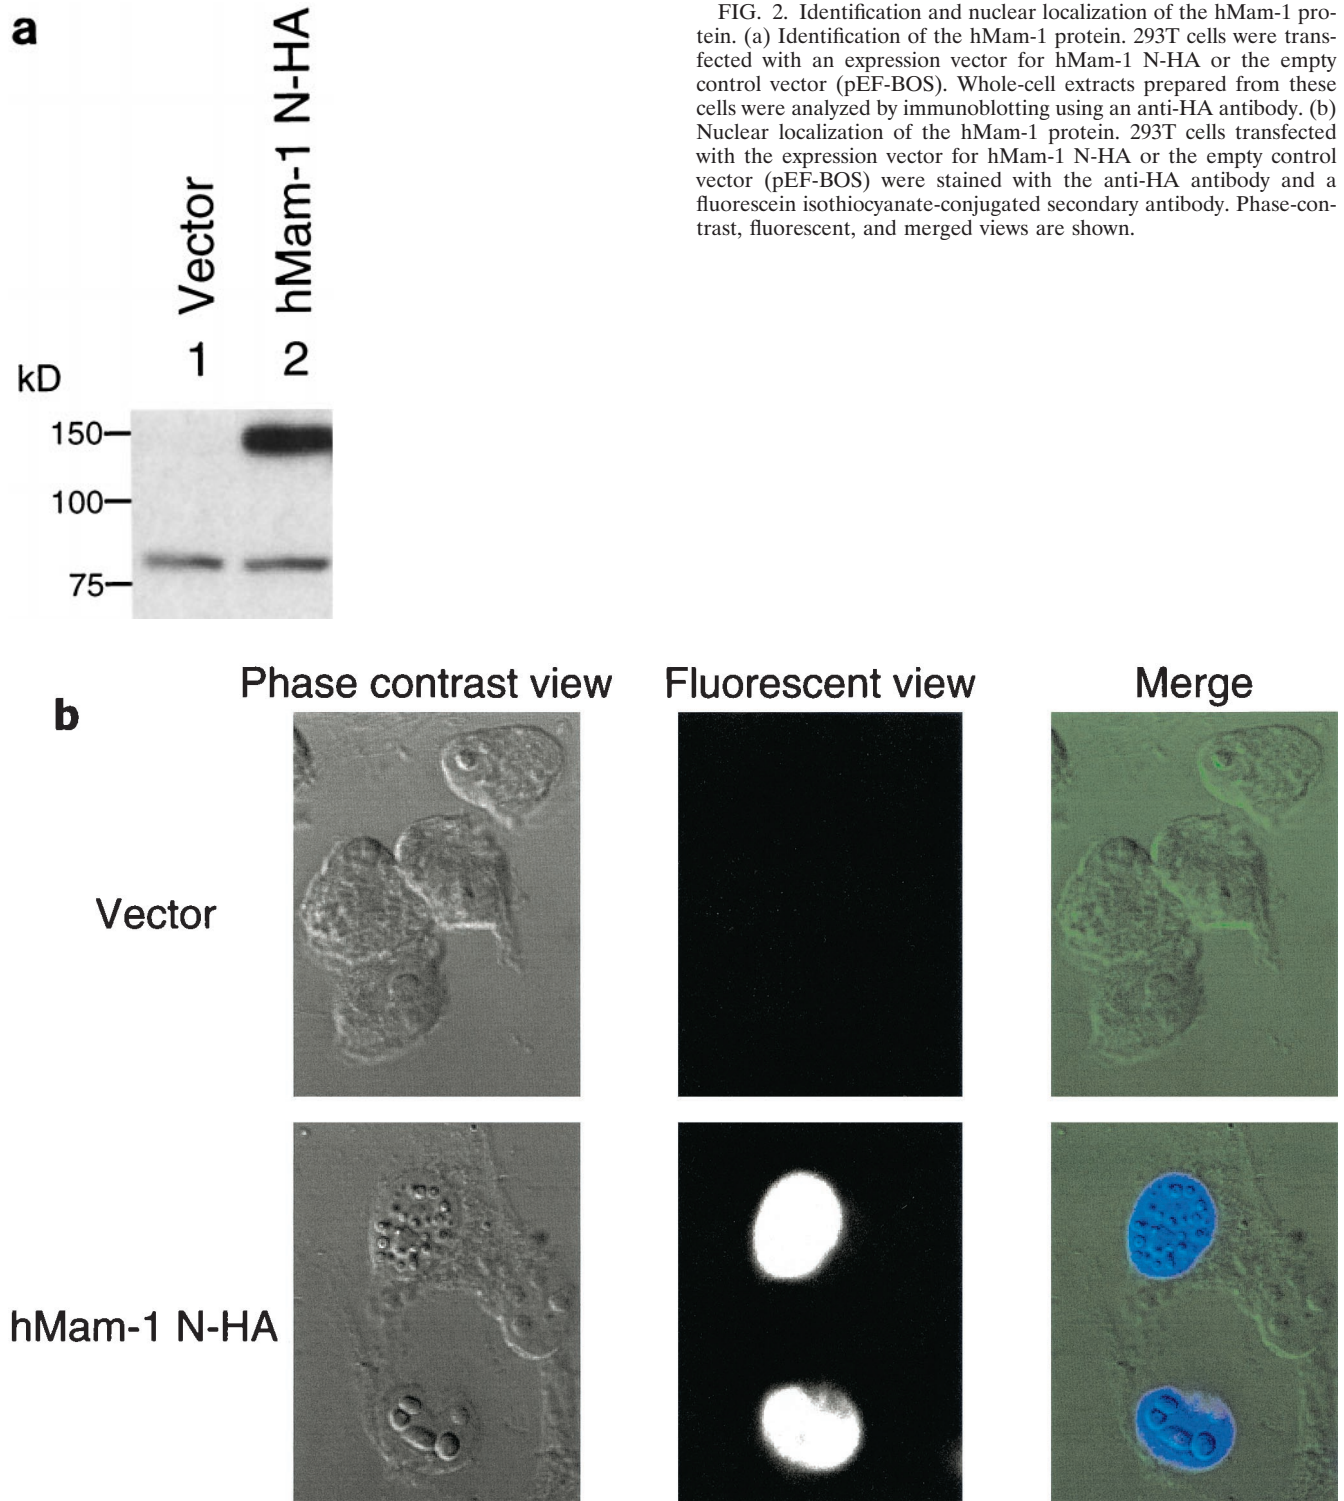 a
Vector
hMam-1 N-HA
1
2
kD
150
100
75
FIG. 2. Identification and nuclear localization of the hMam-1 pro-
tein. (a) Identification of the hMam-1 protein. 293T cells were trans-
fected with an expression vector for hMam-1 N-HA or the empty
control vector (pEF-BOS). Whole-cell extracts prepared from these
cells were analyzed by immunoblotting using an anti-HA antibody. (b)
Nuclear localization of the hMam-1 protein. 293T cells transfected
with the expression vector for hMam-1 N-HA or the empty control
vector (pEF-BOS) were stained with the anti-HA antibody and a
fluorescein isothiocyanate-conjugated secondary antibody. Phase-con-
trast, fluorescent, and merged views are shown.
b
Phase contrast view
Fluorescent view
Merge
Vector
hMam-1 N-HA